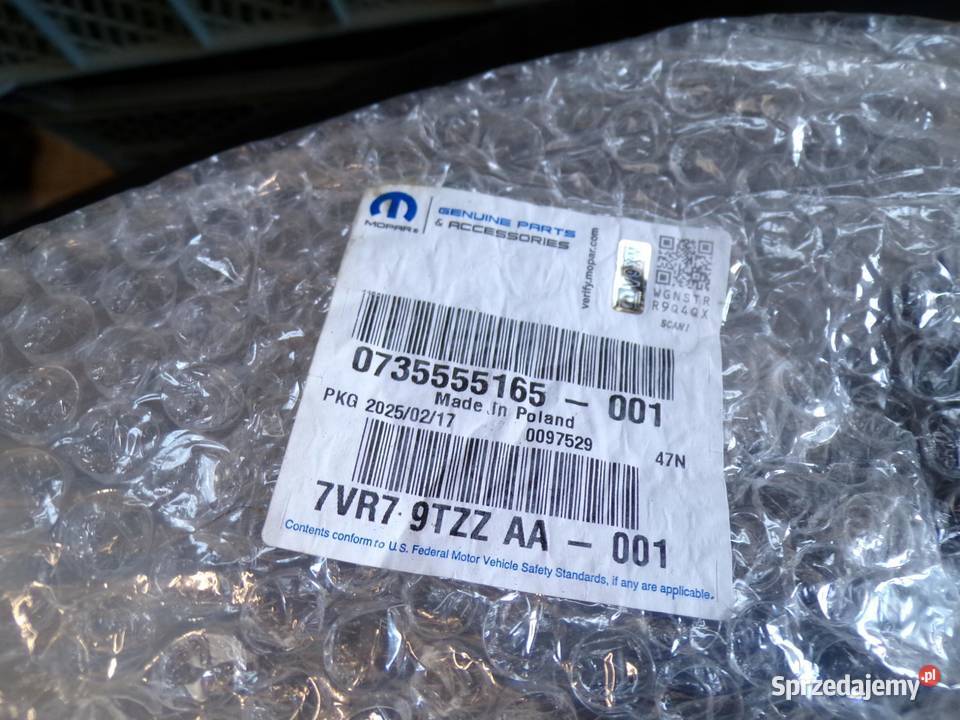 MOPAR®
GENUINE PARTS
& ACCESSORIES
verify.mopar.com
WGNSTR
R9Q4QX
SCAN!
0735555165 - 001
Made in Poland
PKG 2025/02/17
0097529
47N
7VR7 9TZZ AA - 001
Contents conform to U.S. Federal Motor Vehicle Safety Standards, if any are applicable.
Sprzedajemy.pl